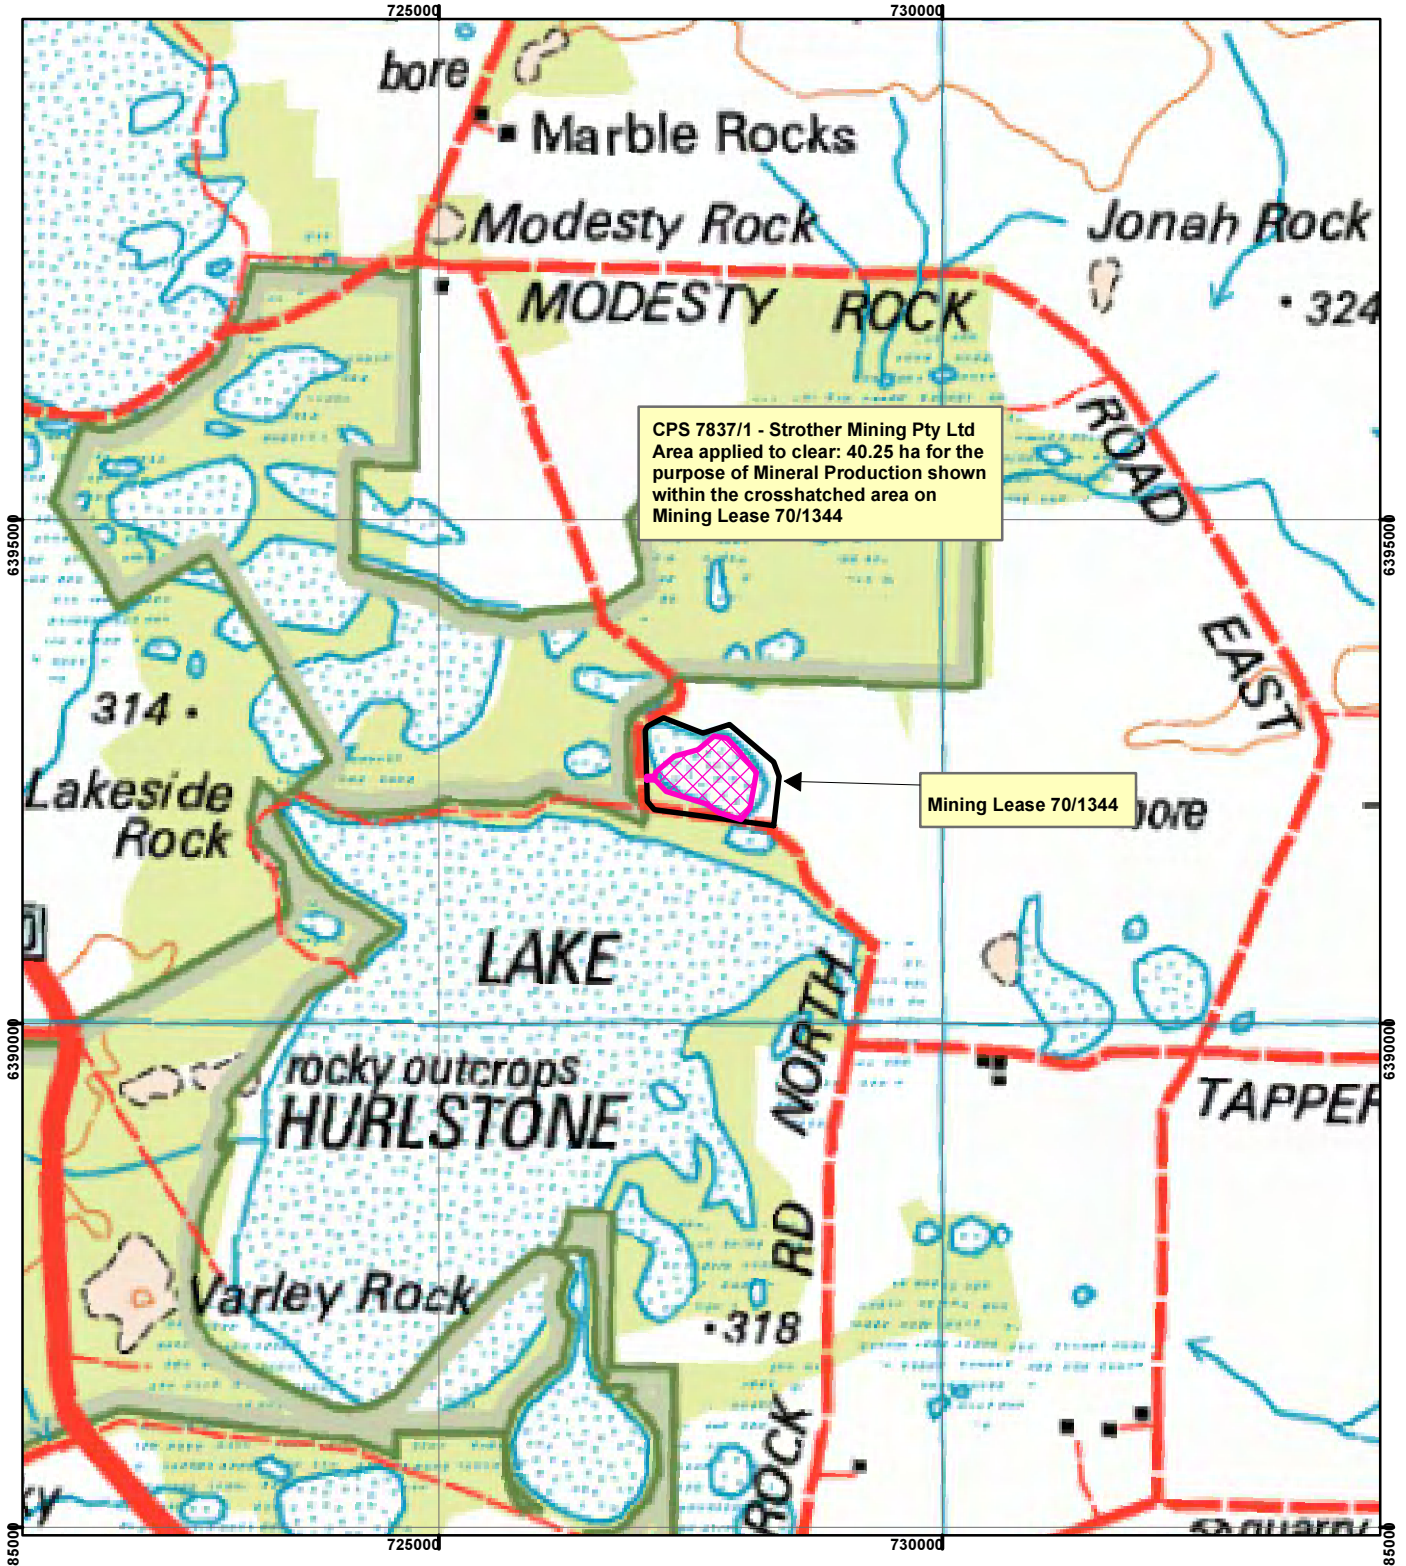 725000
730000
bore
Marble Rocks
Modesty Rock
Jonah Rock
MODESTY ROCK
324
ROAD
CPS 7837/1 - Strother Mining Pty Ltd
Area applied to clear: 40.25 ha for the
purpose of Mineral Production shown
within the crosshatched area on
Mining Lease 70/1344
6395000
6395000
EAST
314
Lakeside
Rock
Mining Lease 70/1344
bore
LAKE
NORTH
6390000
6390000
rocky outcrops
HURLSTONE
TAPPER
RD
Varley Rock
318
ROCK
85000
85000
725000
730000